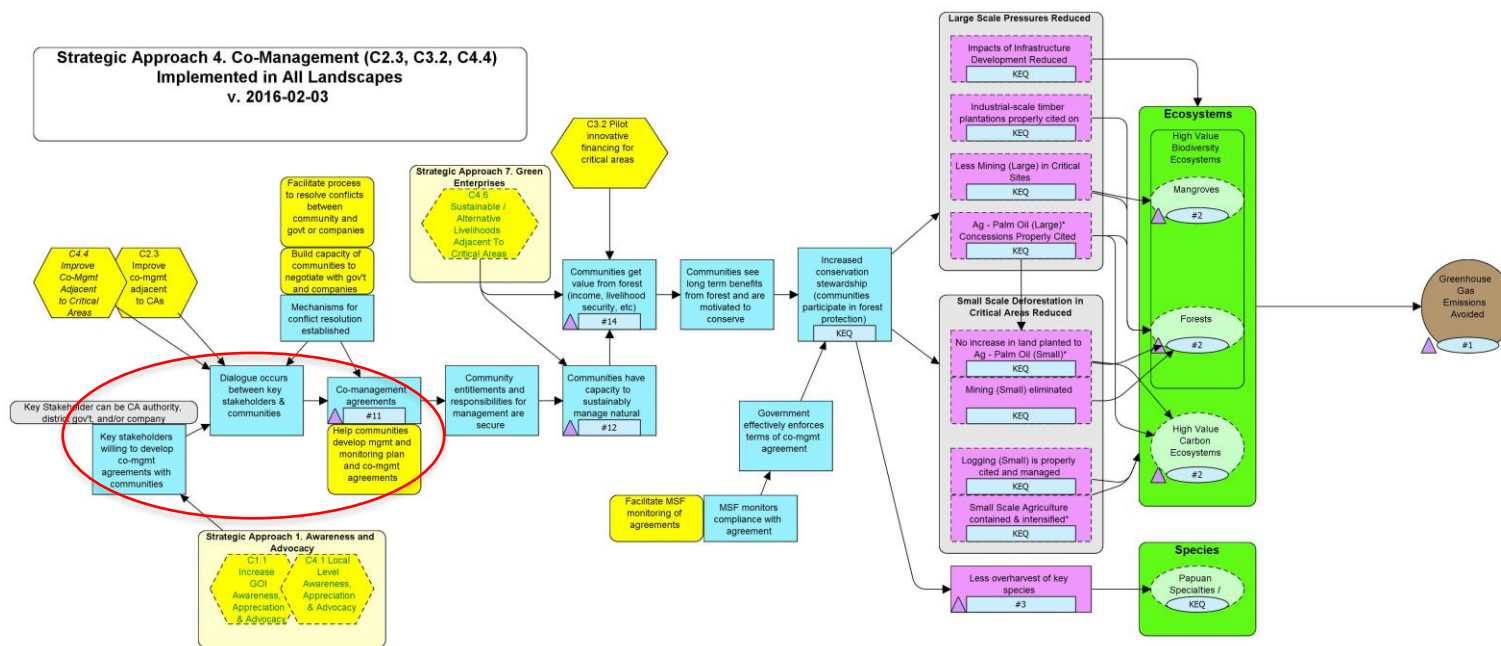 Strategic Approach 4. Co-Management (C2.3, C3.2, C4.4)
Implemented in All Landscapes
v. 2016-02-03
C4.4
Improve
Co-Mgmt
Adjacent
to Critical
Areas
C2.3
Improve
co-mgmt
adjacent
to CAs
Facilitate process
to resolve conflicts
between
community and
govt or companies
Build capacity of
communities to
negotiate with gov't
and companies
Mechanisms for
conflict resolution
established
Key Stakeholder can be CA authority,
district gov't, and/or company
Key stakeholders
willing to develop
co-mgmt
agreements with
communities
Dialogue occurs
between key
stakeholders &
communities
Co-management
agreements
#11
Help communities
develop mgmt and
monitoring plan
and co-mgmt
agreements
Strategic Approach 1. Awareness and
Advocacy
C1.1
Increase
GOI
Awareness,
Appreciation
& Advocacy
C4.1 Local
Level
Awareness,
Appreciation
& Advocacy
Community
entitlements and
responsibilities for
management are
secure
Strategic Approach 7. Green
Enterprises
C4.6
Sustainable /
Alternative
Livelihoods
Adjacent To
Critical Areas
C3.2 Pilot
innovative
financing for
critical areas
Communities get
value from forest
(income, livelihood
security, etc)
#14
Communities have
capacity to
sustainably
manage natural
#12
Communities see
long term benefits
from forest and are
motivated to
conserve
Increased
conservation
stewardship
(communities
participate in forest
protection)
KEQ
Government
effectively enforces
terms of co-mgmt
agreement
Facilitate MSF
monitoring of
agreements
MSF monitors
compliance with
agreement
Large Scale Pressures Reduced
Impacts of Infrastructure
Development Reduced
KEQ
Industrial-scale timber
plantations properly cited on
KEQ
Less Mining (Large) in Critical
Sites
KEQ
Ag - Palm Oil (Large)*
Concessions Properly Cited
KEQ
Small Scale Deforestation in
Critical Areas Reduced
No increase in land planted to
Ag - Palm Oil (Small)*
KEQ
Mining (Small) eliminated
KEQ
Logging (Small) is properly
cited and managed
KEQ
Small Scale Agriculture
contained & intensified*
KEQ
Less overharvest of key
species
#3
Ecosystems
High Value
Biodiversity
Ecosystems
Mangroves
#2
Forests
#2
High Value
Carbon
Ecosystems
#2
Species
Papuan
Specialties /
KEQ
Greenhouse
Gas
Emissions
Avoided
#1